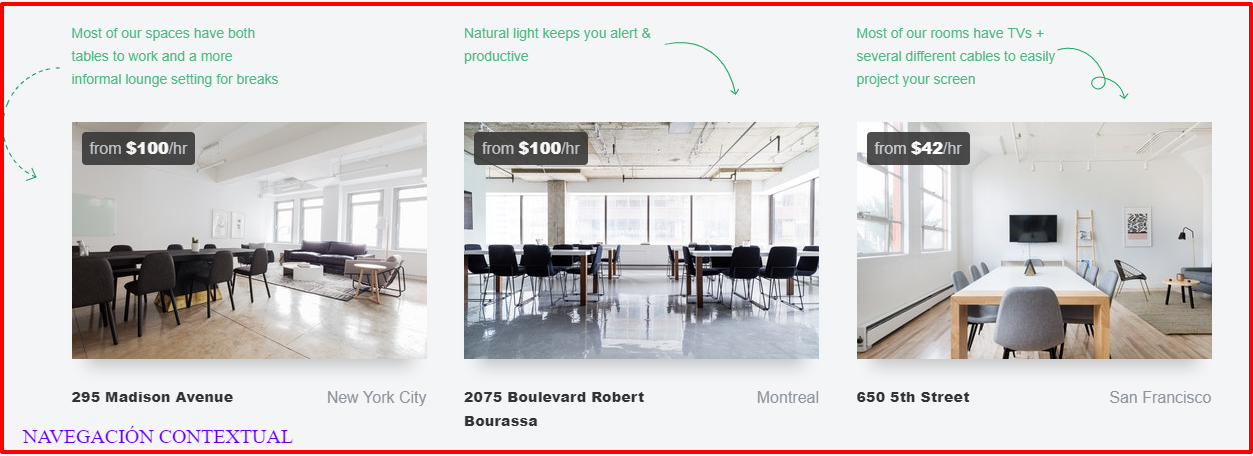 Most of our spaces have both
tables to work and a more
informal lounge setting for breaks
Natural light keeps you alert &
productive
Most of our rooms have TVs +
several different cables to easily
project your screen
from $100/hr
from $100/hr
from $42/hr
295 Madison Avenue
New York City
2075 Boulevard Robert
Bourassa
Montreal
650 5th Street
San Francisco
NAVEGACIÓN CONTEXTUAL